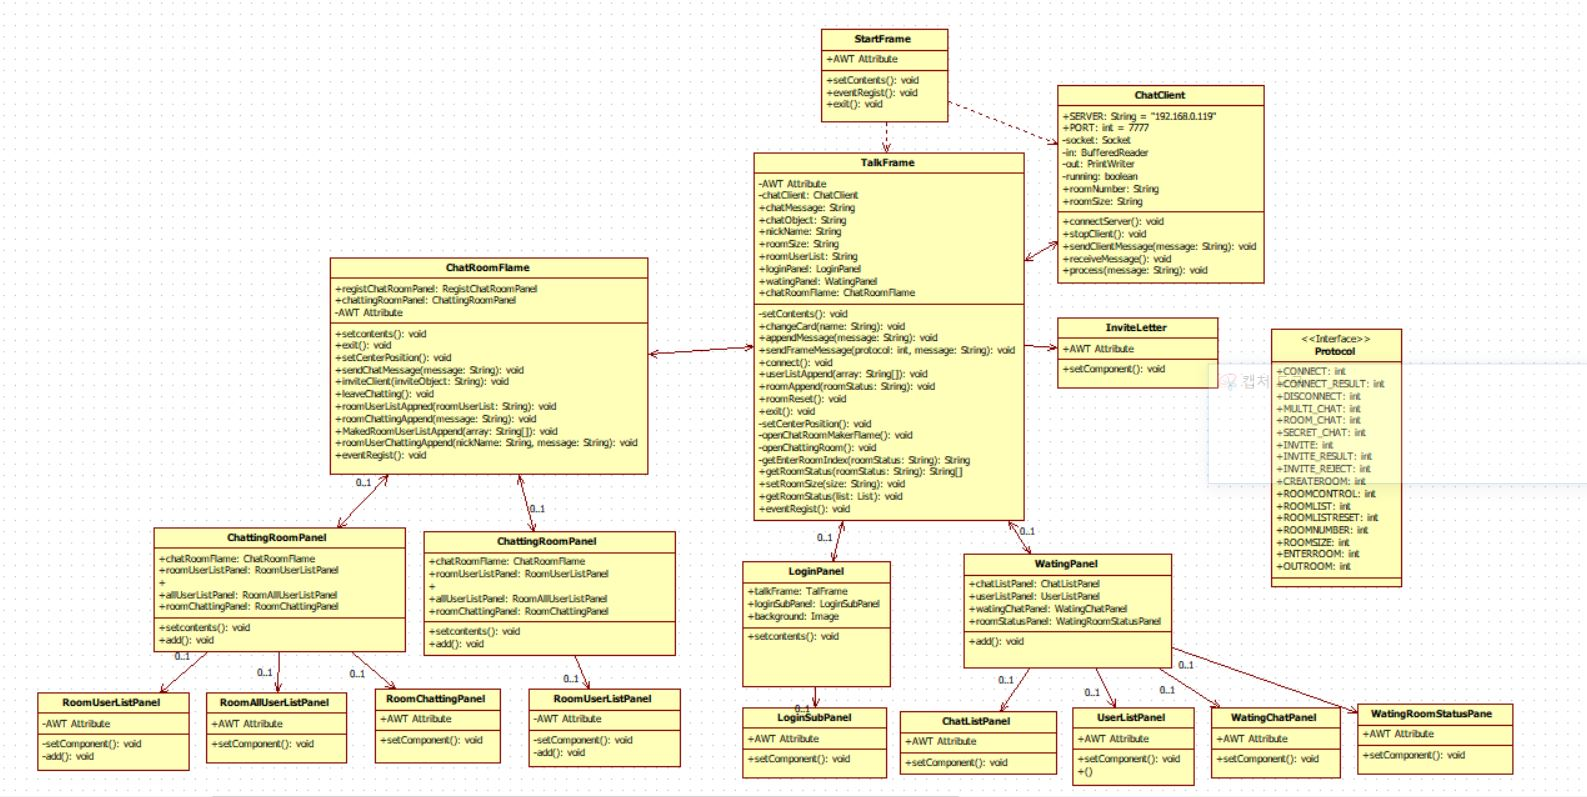 StartFrame
+AWT Attribute
+setContents(): void
+eventRegist(): void
+exit(): void
ChatClient
+SERVER: String = "192.168.0.119"
+PORT: int = 7777
-socket: Socket
-in: BufferedReader
-out: PrintWriter
-running: boolean
+roomNumber: String
+roomSize: String
+connectServer(): void
+stopClient(): void
+sendClientMessage(message: String): void
+receiveMessage(): void
+process(message: String): void
TalkFrame
-AWT Attribute
-chatClient: ChatClient
+chatMessage: String
+chatObject: String
+nickName: String
+roomSize: String
+roomUserList: String
+loginPanel: LoginPanel
+watingPanel: WatingPanel
+chatRoomFlame: ChatRoomFlame
-setContents(): void
+changeCard(name: String): void
+appendMessage(message: String): void
+sendFrameMessage(protocol: int, message: String): void
+connect(): void
+userListAppend(array: String[]): void
+roomAppend(roomStatus: String): void
+roomReset(): void
+exit(): void
-setCenterPosition(): void
-openChatRoomMakerFlame(): void
-openChattingRoom(): void
-getEnterRoomIndex(roomStatus: String): String
+getRoomStatus(roomStatus: String): String[]
+setRoomSize(size: String): void
+getRoomStatus(list: List): void
+eventRegist(): void
ChatRoomFlame
+registChatRoomPanel: RegistChatRoomPanel
+chattingRoomPanel: ChattingRoomPanel
-AWT Attribute
+setcontents(): void
+exit(): void
+setCenterPosition(): void
+sendChatMessage(message: String): void
+inviteClient(inviteObject: String): void
+leaveChatting(): void
+roomUserListAppned(roomUserList: String): void
+roomChattingAppend(message: String): void
+MakedRoomUserListAppend(array: String[]): void
+roomUserChattingAppend(nickName: String, message: String): void
+eventRegist(): void
InviteLetter
+AWT Attribute
+setComponent(): void
<<Interface>>
Protocol
+CONNECT: int
+CONNECT_RESULT: int
+DISCONNECT: int
+MULTI_CHAT: int
+ROOM_CHAT: int
+SECRET_CHAT: int
+INVITE: int
+INVITE_RESULT: int
+INVITE_REJECT: int
+CREATEROOM: int
+ROOMCONTROL: int
+ROOMLIST: int
+ROOMLISTRESET: int
+ROOMNUMBER: int
+ROOMSIZE: int
+ENTERROOM: int
+OUTROOM: int
0..1
0..1
0..1
0..1
ChattingRoomPanel
+chatRoomFlame: ChatRoomFlame
+roomUserListPanel: RoomUserListPanel
+
+allUserListPanel: RoomAllUserListPanel
+roomChattingPanel: RoomChattingPanel
+setcontents(): void
+add(): void
ChattingRoomPanel
+chatRoomFlame: ChatRoomFlame
+roomUserListPanel: RoomUserListPanel
+
+allUserListPanel: RoomAllUserListPanel
+roomChattingPanel: RoomChattingPanel
+setcontents(): void
+add(): void
LoginPanel
+talkFrame: TalFrame
+loginSubPanel: LoginSubPanel
+background: Image
+setcontents(): void
WatingPanel
+chatListPanel: ChatListPanel
+userListPanel: UserListPanel
+watingChatPanel: WatingChatPanel
+roomStatusPanel: WatingRoomStatusPanel
+add(): void
0..1
0..1
0..1
0..1
0..1
0..1
0..1
0..1
0..1
RoomUserListPanel
-AWT Attribute
-setComponent(): void
-add(): void
RoomAllUserListPanel
+AWT Attribute
+setComponent(): void
RoomChattingPanel
+AWT Attribute
+setComponent(): void
RoomUserListPanel
-AWT Attribute
-setComponent(): void
-add(): void
LoginSubPanel
+AWT Attribute
+setComponent(): void
ChatListPanel
+AWT Attribute
+setComponent(): void
UserListPanel
+AWT Attribute
+setComponent(): void
+()
WatingChatPanel
+AWT Attribute
+setComponent(): void
WatingRoomStatusPane
+AWT Attribute
+setComponent(): void